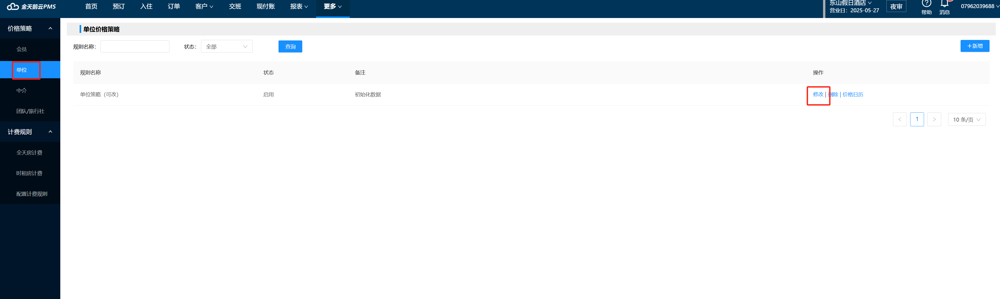 金天鹅云PMS
首页 预订 入住 订单 客户 交班 现付账 报表 更多
东山假日酒店
营业日：2025-05-27
夜审
帮助
消息
07962039688
价格策略
会员
单位
中介
团队/旅行社
计费规则
全天房计费
时租房计费
配置计费规则
单位价格策略
规则名称：
状态： 全部
查询
+新增
规则名称 状态 备注 操作
单位策略（可改） 启用 初始化数据 修改 | 删除 | 价格日历
< 1 > 10 条/页